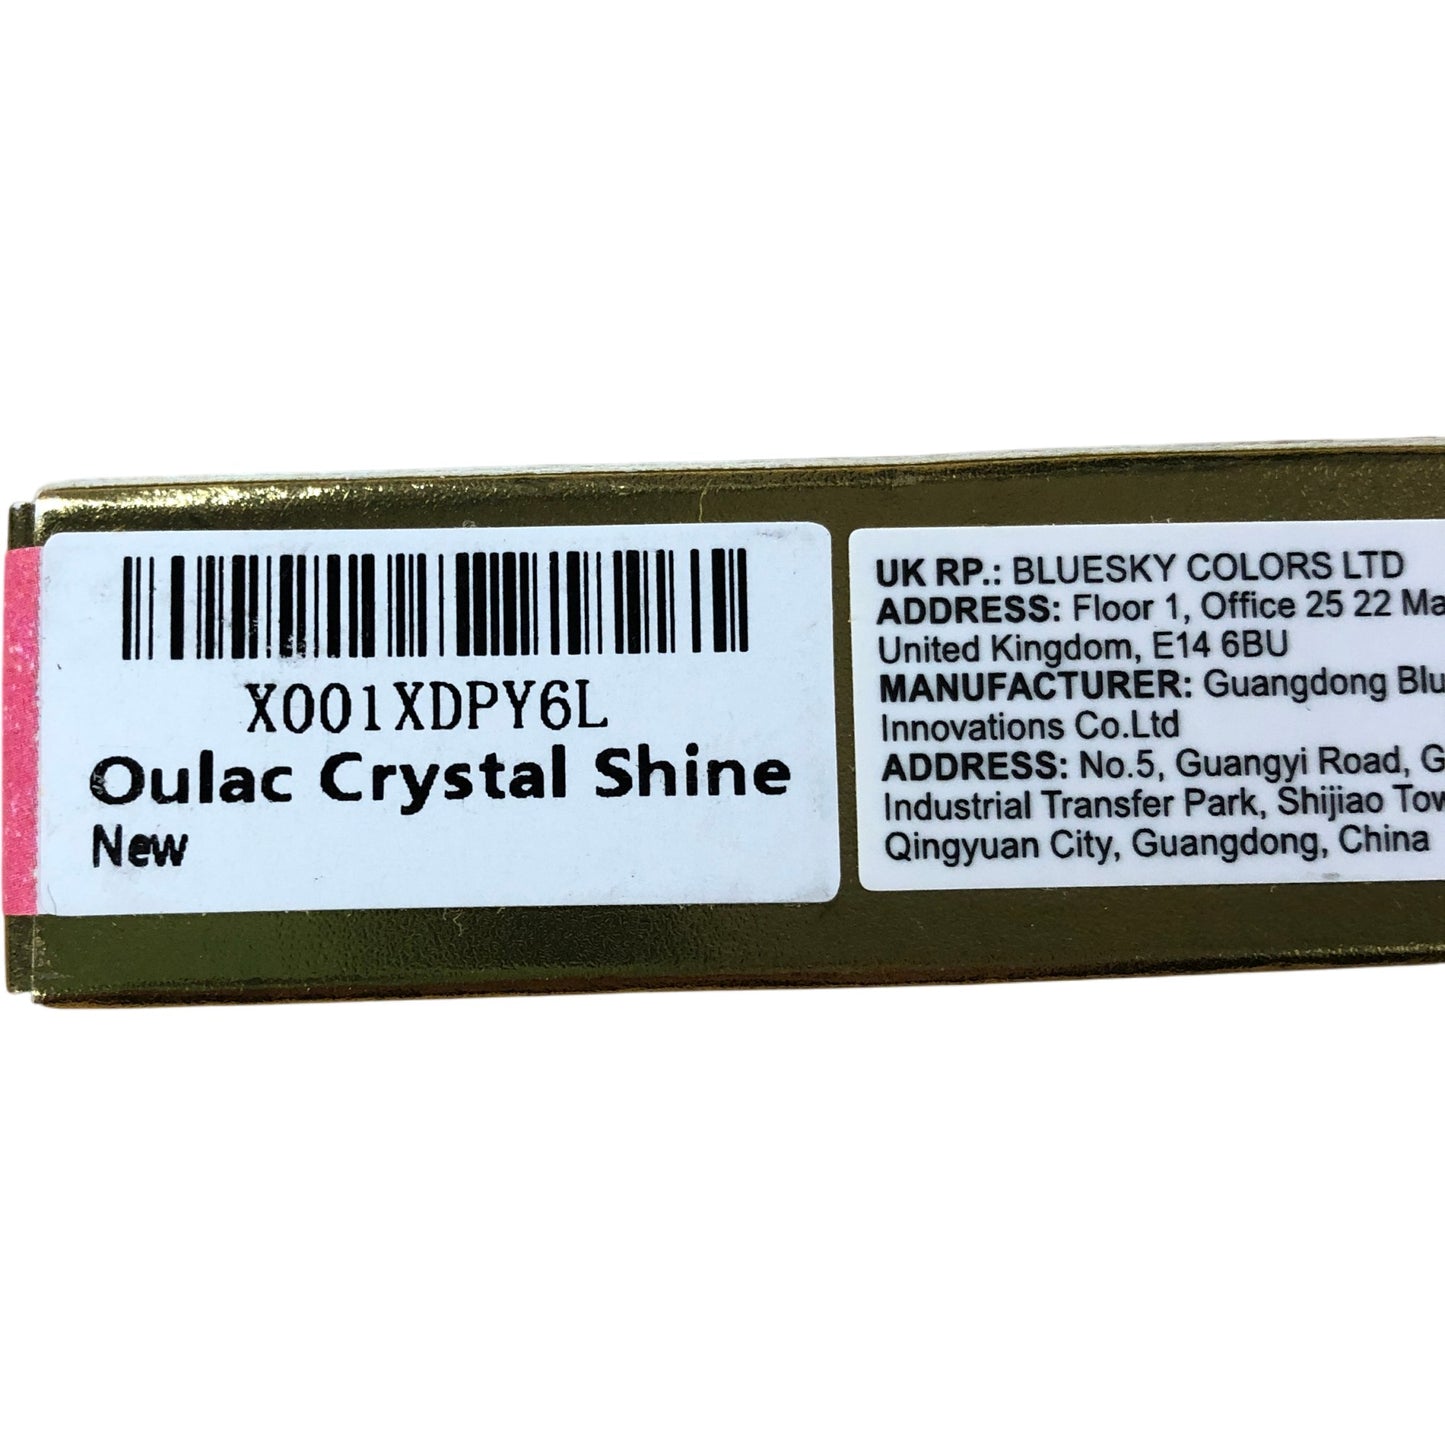 X001XDPY6L
Oulac Crystal Shine
New
UK RP.: BLUESKY COLORS LTD
ADDRESS: Floor 1, Office 25 22
United Kingdom, E14 6BU
MANUFACTURER: Guangdong
Innovations Co.Ltd
ADDRESS: No.5, Guangyi Road,
Industrial Transfer Park, Shijiao
Qingyuan City, Guangdong, China